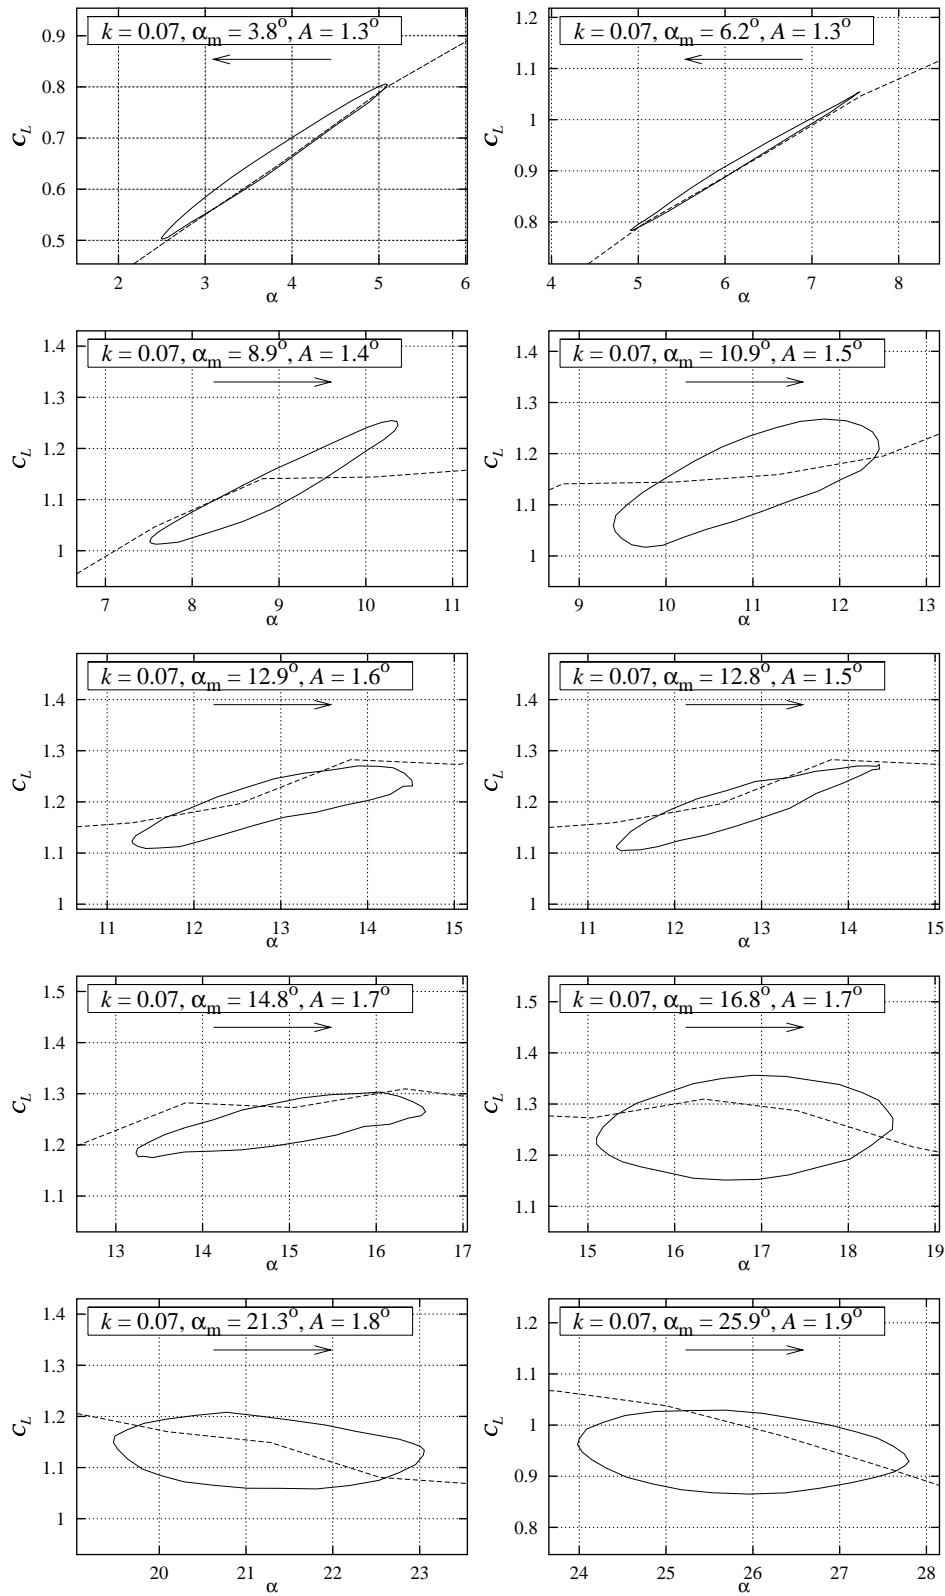 k = 0.07, αm = 3.8°, A = 1.3°
0.9
0.8
0.7
0.6
0.5
CL
2 3 4 5 6
α
k = 0.07, αm = 6.2°, A = 1.3°
1.2
1.1
1
0.9
0.8
CL
4 5 6 7 8
α
k = 0.07, αm = 8.9°, A = 1.4°
1.4
1.3
1.2
1.1
1
CL
7 8 9 10 11
α
k = 0.07, αm = 10.9°, A = 1.5°
1.4
1.3
1.2
1.1
1
CL
9 10 11 12 13
α
k = 0.07, αm = 12.9°, A = 1.6°
1.4
1.3
1.2
1.1
1
CL
11 12 13 14 15
α
k = 0.07, αm = 12.8°, A = 1.5°
1.4
1.3
1.2
1.1
1
CL
11 12 13 14 15
α
k = 0.07, αm = 14.8°, A = 1.7°
1.5
1.4
1.3
1.2
1.1
CL
13 14 15 16 17
α
k = 0.07, αm = 16.8°, A = 1.7°
1.5
1.4
1.3
1.2
1.1
CL
15 16 17 18 19
α
k = 0.07, αm = 21.3°, A = 1.8°
1.4
1.3
1.2
1.1
1
CL
20 21 22 23
α
k = 0.07, αm = 25.9°, A = 1.9°
1.2
1.1
1
0.9
0.8
CL
24 25 26 27 28
α